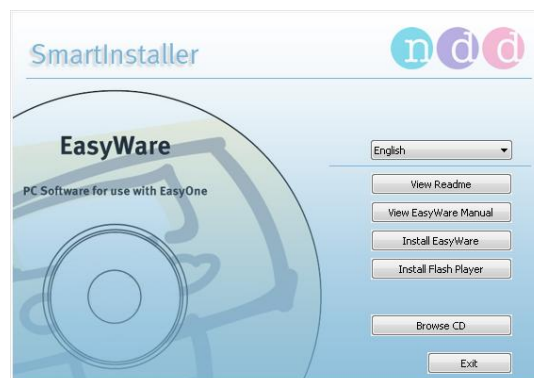 SmartInstaller
ndd
EasyWare
PC Software for use with EasyOne
English
View Readme
View EasyWare Manual
Install EasyWare
Install Flash Player
Browse CD
Exit